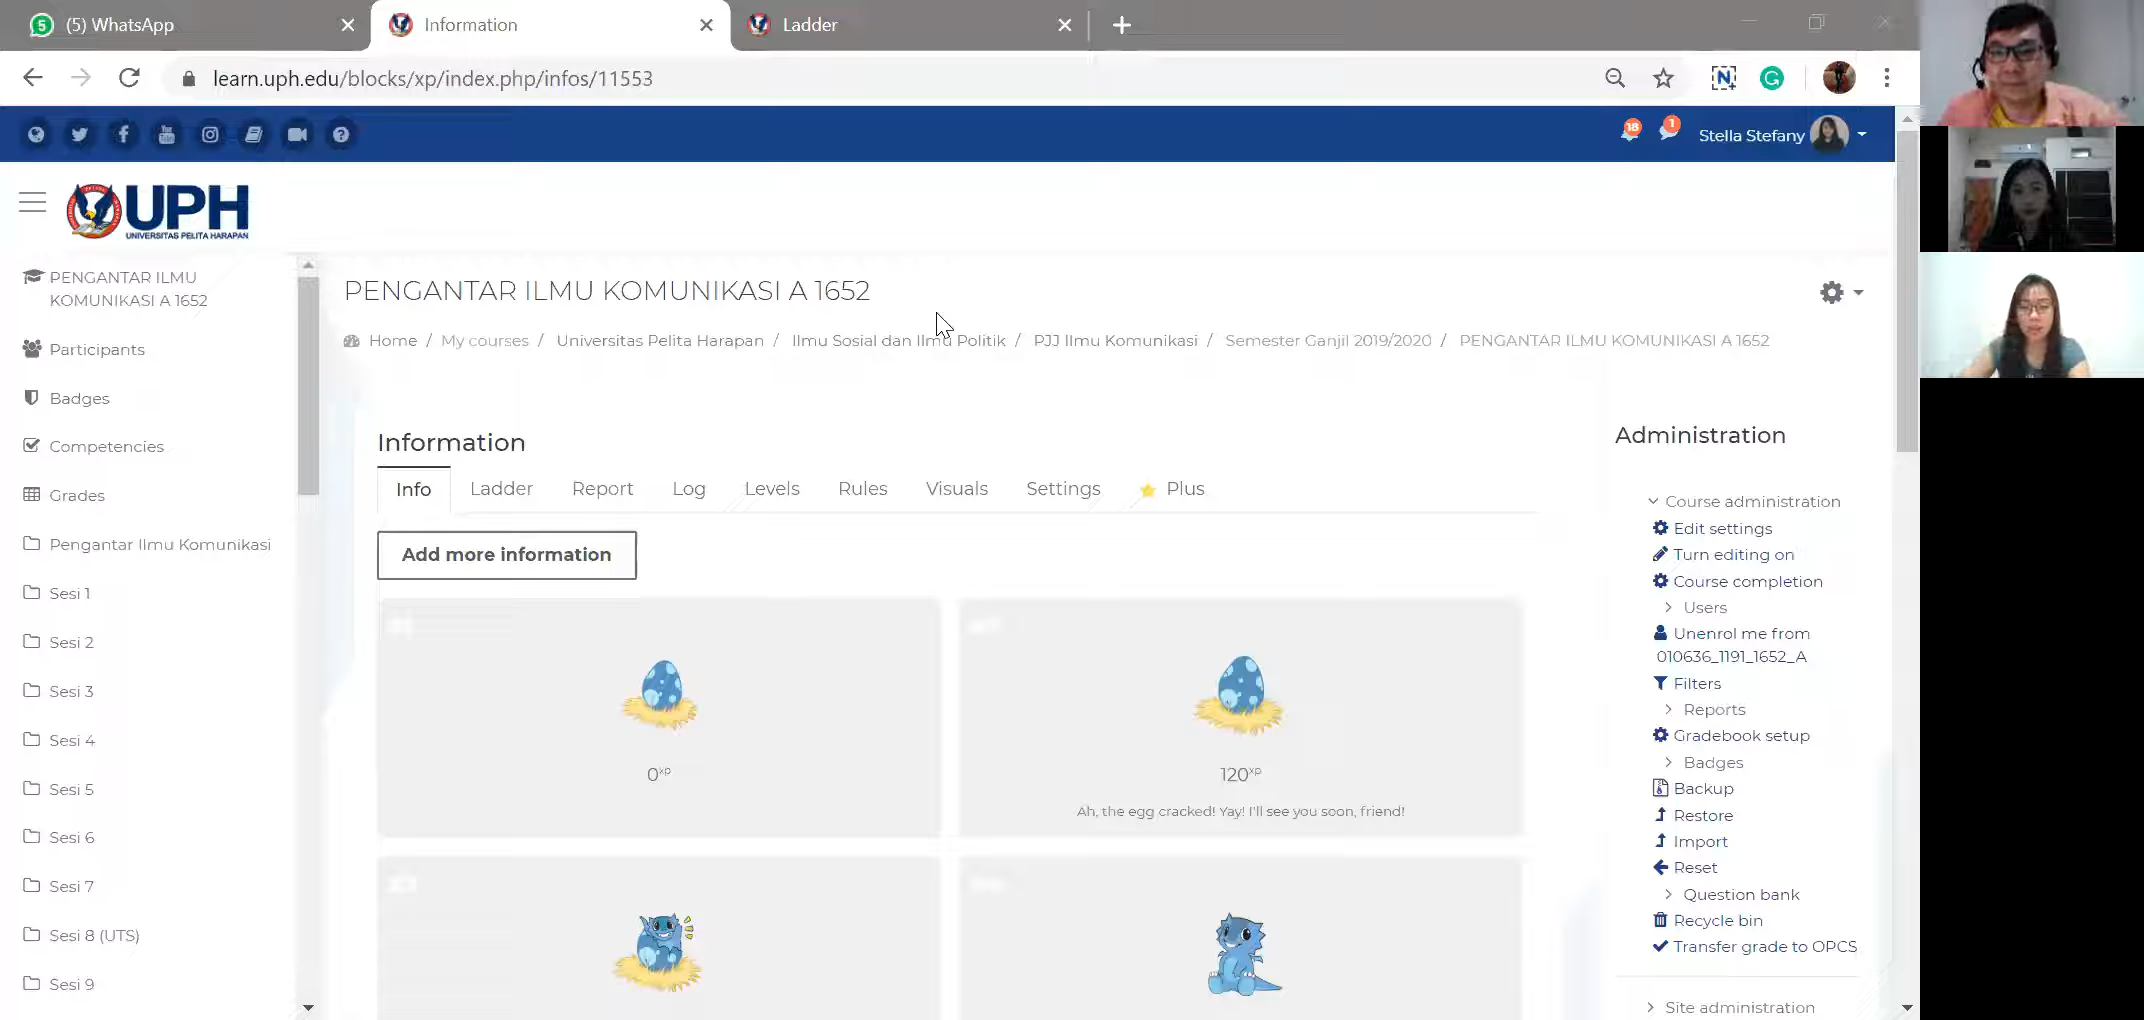 (5) WhatsApp
Information
Ladder
learn.uph.edu/blocks/xp/index.php/infos/11553
18
1
Stella Stefany
UPH
UNIVERSITAS PELITA HARAPAN
PENGANTAR ILMU
KOMUNIKASI A 1652
Participants
Badges
Competencies
Grades
Pengantar Ilmu Komunikasi
Sesi 1
Sesi 2
Sesi 3
Sesi 4
Sesi 5
Sesi 6
Sesi 7
Sesi 8 (UTS)
Sesi 9
PENGANTAR ILMU KOMUNIKASI A 1652
Home / My courses / Universitas Pelita Harapan / Ilmu Sosial dan Ilmu Politik / PJJ Ilmu Komunikasi / Semester Ganjil 2019/2020 / PENGANTAR ILMU KOMUNIKASI A 1652
Information
Info Ladder Report Log Levels Rules Visuals Settings Plus
Add more information
0xp
120xp
Ah, the egg cracked! Yay! I'll see you soon, friend!
Administration
Course administration
Edit settings
Turn editing on
Course completion
Users
Unenrol me from
010636_1191_1652_A
Filters
Reports
Gradebook setup
Badges
Backup
Restore
Import
Reset
Question bank
Recycle bin
Transfer grade to OPCS
Site administration